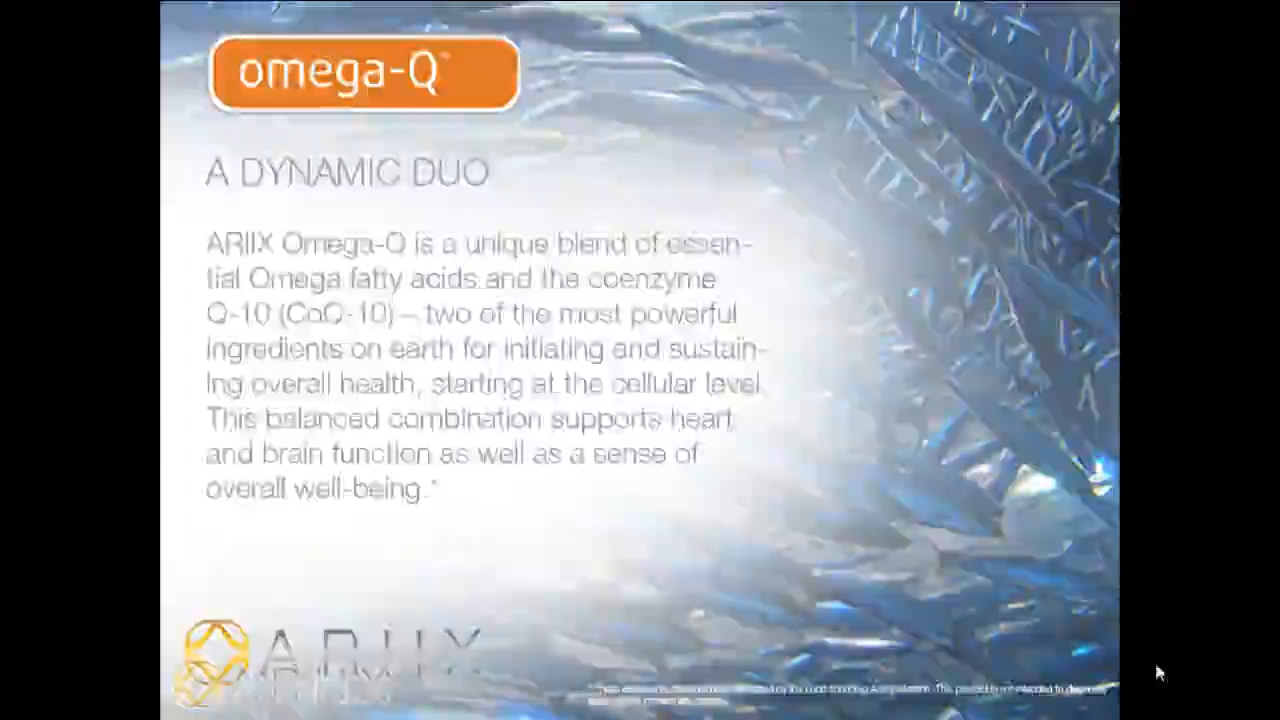 omega-Q™
A DYNAMIC DUO
ARIIX Omega-Q is a unique blend of essen-
tial Omega fatty acids and the coenzyme
Q-10 (CoQ-10) – two of the most powerful
ingredients on earth for initiating and sustain-
ing overall health, starting at the cellular level.
This balanced combination supports heart
and brain function as well as a sense of
overall well-being.*
ARIIX